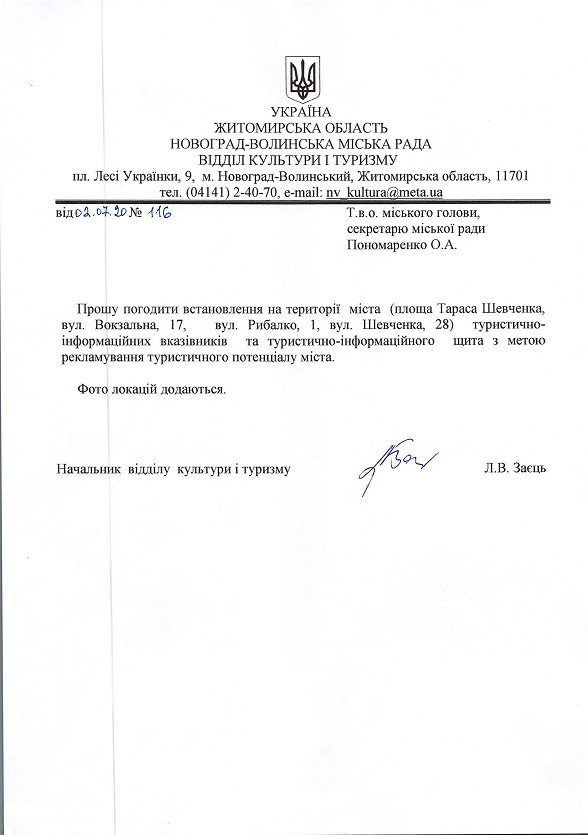 УКРАЇНА
ЖИТОМИРСЬКА ОБЛАСТЬ
НОВОГРАД-ВОЛИНСЬКА МІСЬКА РАДА
ВІДДІЛ КУЛЬТУРИ І ТУРИЗМУ
пл. Лесі Українки, 9, м. Новоград-Волинський, Житомирська область, 11701
тел. (04141) 2-40-70, e-mail: nv_kultura@meta.ua
від 02.07.20 № 116
Т.в.о. міського голови,
секретарю міської ради
Пономаренко О.А.
Прошу погодити встановлення на території міста (площа Тараса Шевченка,
вул. Вокзальна, 17, вул. Рибалко, 1, вул. Шевченка, 28) туристично-
інформаційних вказівників та туристично-інформаційного щита з метою
рекламування туристичного потенціалу міста.
Фото локацій додаються.
Начальник відділу культури і туризму Л.В. Заєць